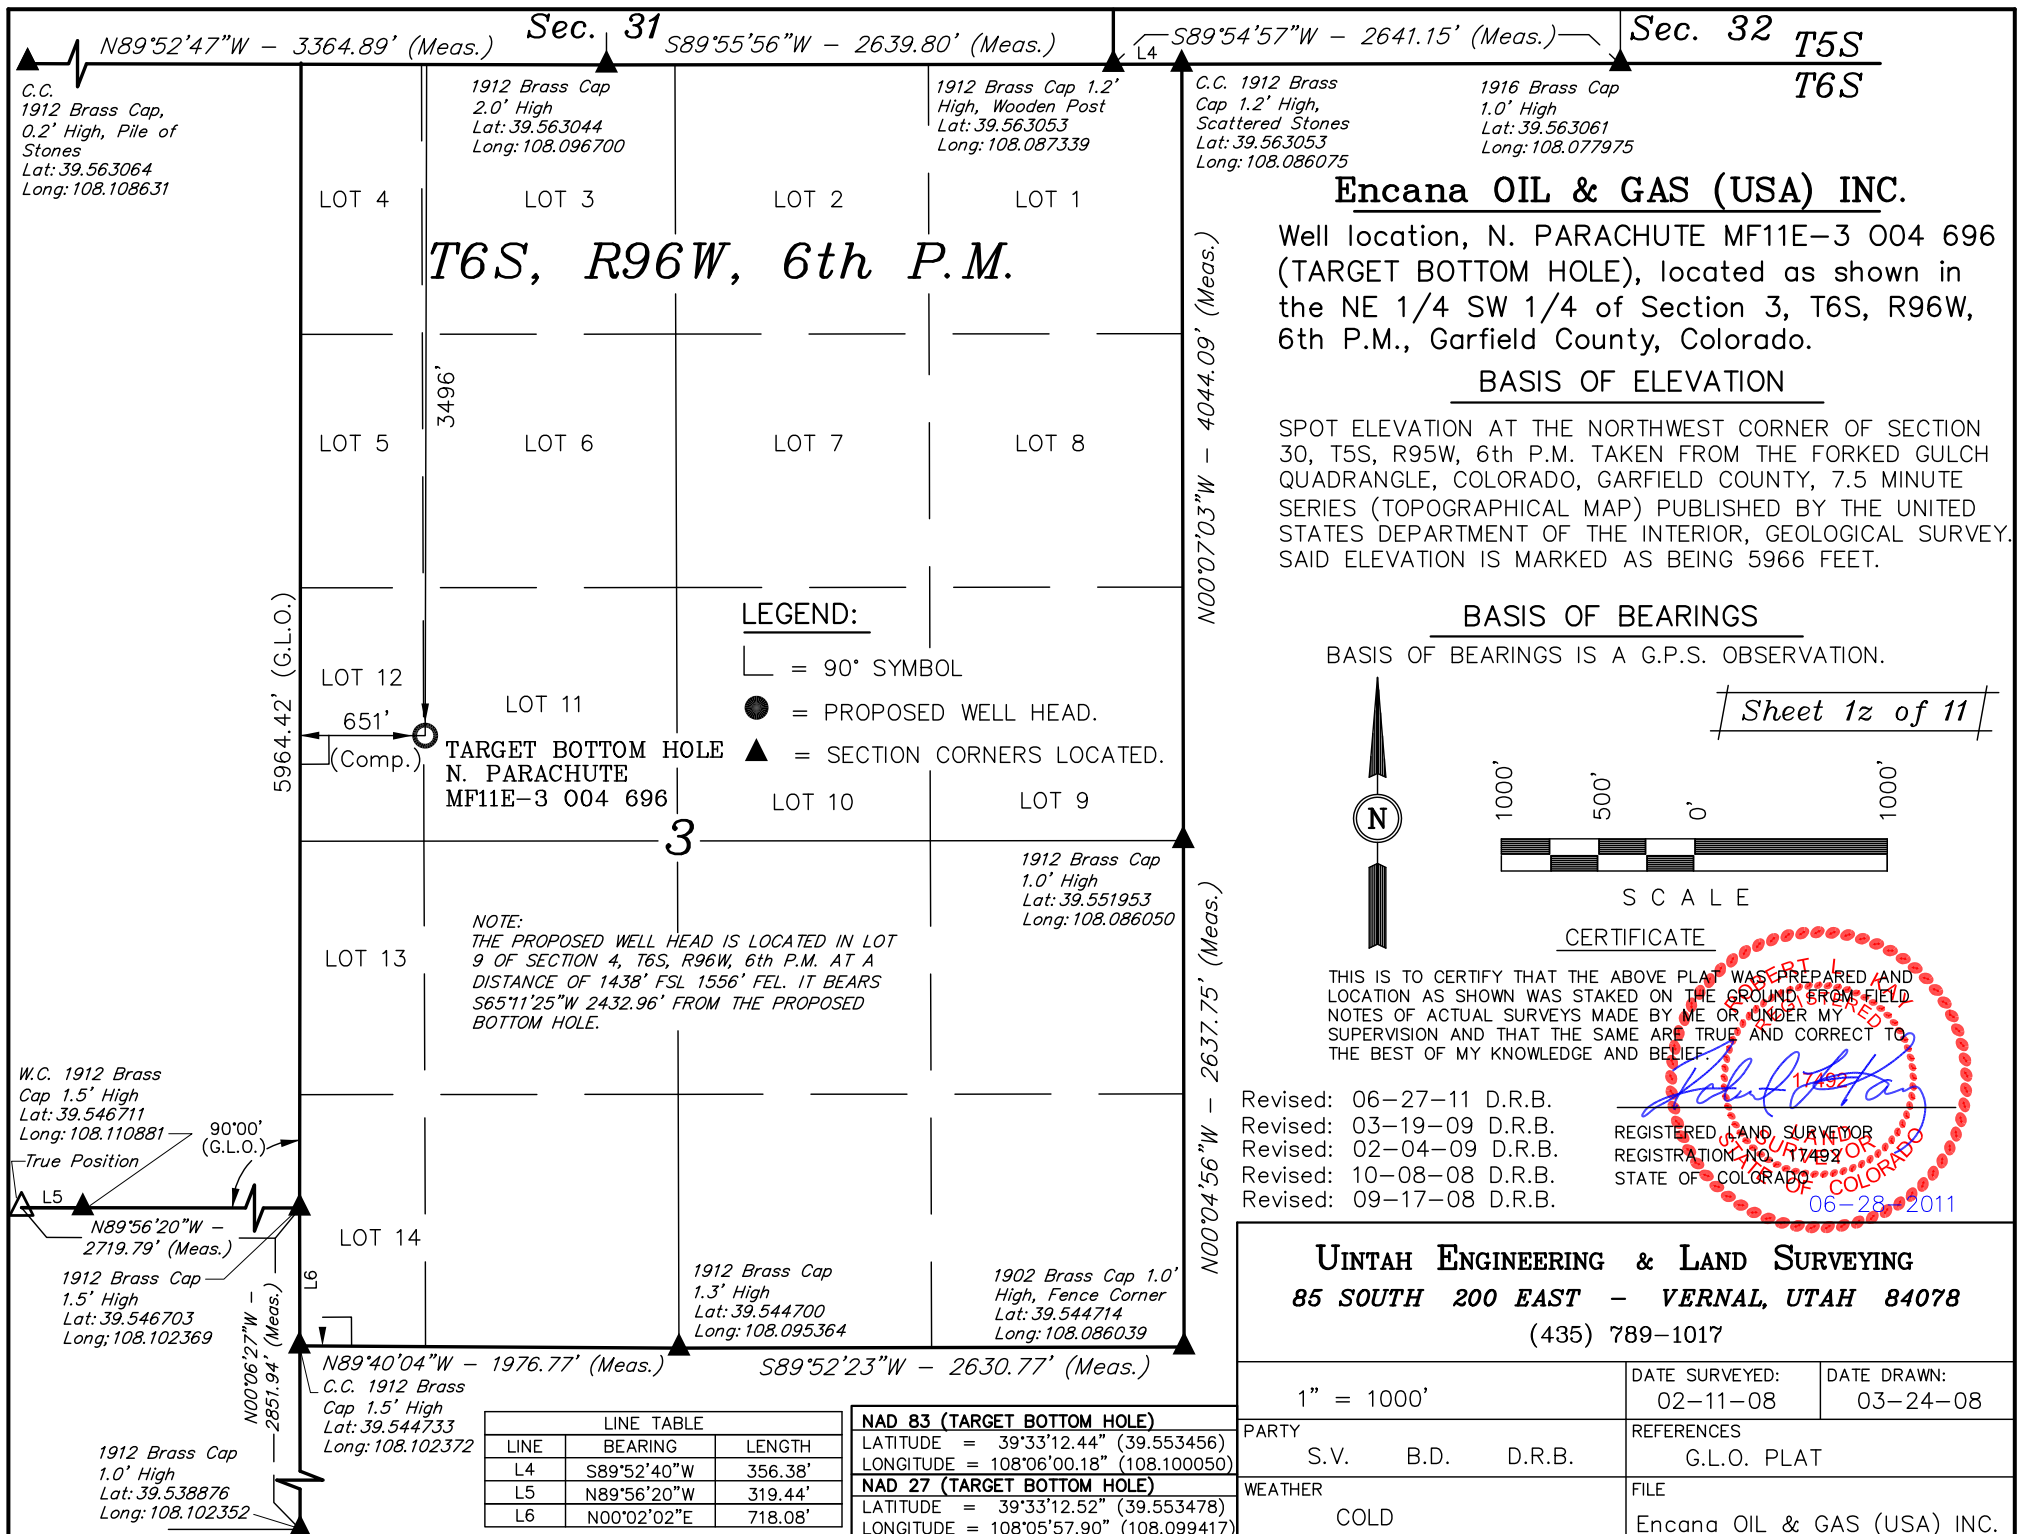 N89°52'47"W - 3364.89' (Meas.)
Sec. 31
S89°55'56"W - 2639.80' (Meas.)
L4
S89°54'57"W - 2641.15' (Meas.)
Sec. 32
T5S
T6S
C.C.
1912 Brass Cap,
0.2' High, Pile of
Stones
Lat: 39.563064
Long: 108.108631
1912 Brass Cap
2.0' High
Lat: 39.563044
Long: 108.096700
1912 Brass Cap 1.2'
High, Wooden Post
Lat: 39.563053
Long: 108.087339
C.C. 1912 Brass
Cap 1.2' High,
Scattered Stones
Lat: 39.563053
Long: 108.086075
1916 Brass Cap
1.0' High
Lat: 39.563061
Long: 108.077975
LOT 4
LOT 3
LOT 2
LOT 1
T6S, R96W, 6th P.M.
3496'
LOT 5
LOT 6
LOT 7
LOT 8
N00°07'03"W - 4044.09' (Meas.)
5964.42' (G.L.O.)
LEGEND:
= 90° SYMBOL
= PROPOSED WELL HEAD.
= SECTION CORNERS LOCATED.
LOT 12
LOT 11
651'
(Comp.)
TARGET BOTTOM HOLE
N. PARACHUTE
MF11E-3 O04 696
LOT 10
LOT 9
3
1912 Brass Cap
1.0' High
Lat: 39.551953
Long: 108.086050
LOT 13
NOTE:
THE PROPOSED WELL HEAD IS LOCATED IN LOT
9 OF SECTION 4, T6S, R96W, 6th P.M. AT A
DISTANCE OF 1438' FSL 1556' FEL. IT BEARS
S65°11'25"W 2432.96' FROM THE PROPOSED
BOTTOM HOLE.
N00°04'56"W - 2637.75' (Meas.)
W.C. 1912 Brass
Cap 1.5' High
Lat: 39.546711
Long: 108.110881
90°00'
(G.L.O.)
True Position
L5
N89°56'20"W -
2719.79' (Meas.)
1912 Brass Cap
1.5' High
Lat: 39.546703
Long; 108.102369
L6
LOT 14
N00°06'27"W -
2851.94' (Meas.)
1912 Brass Cap
1.3' High
Lat: 39.544700
Long: 108.095364
1902 Brass Cap 1.0'
High, Fence Corner
Lat: 39.544714
Long: 108.086039
N89°40'04"W - 1976.77' (Meas.)
S89°52'23"W - 2630.77' (Meas.)
C.C. 1912 Brass
Cap 1.5' High
Lat: 39.544733
Long: 108.102372
1912 Brass Cap
1.0' High
Lat: 39.538876
Long: 108.102352
LINE TABLE
LINE BEARING LENGTH
L4 S89°52'40"W 356.38'
L5 N89°56'20"W 319.44'
L6 N00°02'02"E 718.08'
NAD 83 (TARGET BOTTOM HOLE)
LATITUDE = 39°33'12.44" (39.553456)
LONGITUDE = 108°06'00.18" (108.100050)
NAD 27 (TARGET BOTTOM HOLE)
LATITUDE = 39°33'12.52" (39.553478)
LONGITUDE = 108°05'57.90" (108.099417)
Encana OIL & GAS (USA) INC.
Well location, N. PARACHUTE MF11E-3 O04 696
(TARGET BOTTOM HOLE), located as shown in
the NE 1/4 SW 1/4 of Section 3, T6S, R96W,
6th P.M., Garfield County, Colorado.
BASIS OF ELEVATION
SPOT ELEVATION AT THE NORTHWEST CORNER OF SECTION
30, T5S, R95W, 6th P.M. TAKEN FROM THE FORKED GULCH
QUADRANGLE, COLORADO, GARFIELD COUNTY, 7.5 MINUTE
SERIES (TOPOGRAPHICAL MAP) PUBLISHED BY THE UNITED
STATES DEPARTMENT OF THE INTERIOR, GEOLOGICAL SURVEY.
SAID ELEVATION IS MARKED AS BEING 5966 FEET.
BASIS OF BEARINGS
BASIS OF BEARINGS IS A G.P.S. OBSERVATION.
Sheet 1z of 11
N
1000'
500'
0'
1000'
SCALE
CERTIFICATE
THIS IS TO CERTIFY THAT THE ABOVE PLAT WAS PREPARED AND
LOCATION AS SHOWN WAS STAKED ON THE GROUND FROM FIELD
NOTES OF ACTUAL SURVEYS MADE BY ME OR UNDER MY
SUPERVISION AND THAT THE SAME ARE TRUE AND CORRECT TO
THE BEST OF MY KNOWLEDGE AND BELIEF.
ROBERT L. KAY
REGISTERED
17492
LAND
SURVEYOR
STATE OF COLORADO
Robert L Kay
REGISTERED LAND SURVEYOR
REGISTRATION NO. 17492
STATE OF COLORADO
06-28-2011
Revised: 06-27-11 D.R.B.
Revised: 03-19-09 D.R.B.
Revised: 02-04-09 D.R.B.
Revised: 10-08-08 D.R.B.
Revised: 09-17-08 D.R.B.
UINTAH ENGINEERING & LAND SURVEYING
85 SOUTH 200 EAST - VERNAL, UTAH 84078
(435) 789-1017
1" = 1000'
DATE SURVEYED:
02-11-08
DATE DRAWN:
03-24-08
PARTY
S.V. B.D. D.R.B.
REFERENCES
G.L.O. PLAT
WEATHER
COLD
FILE
Encana OIL & GAS (USA) INC.